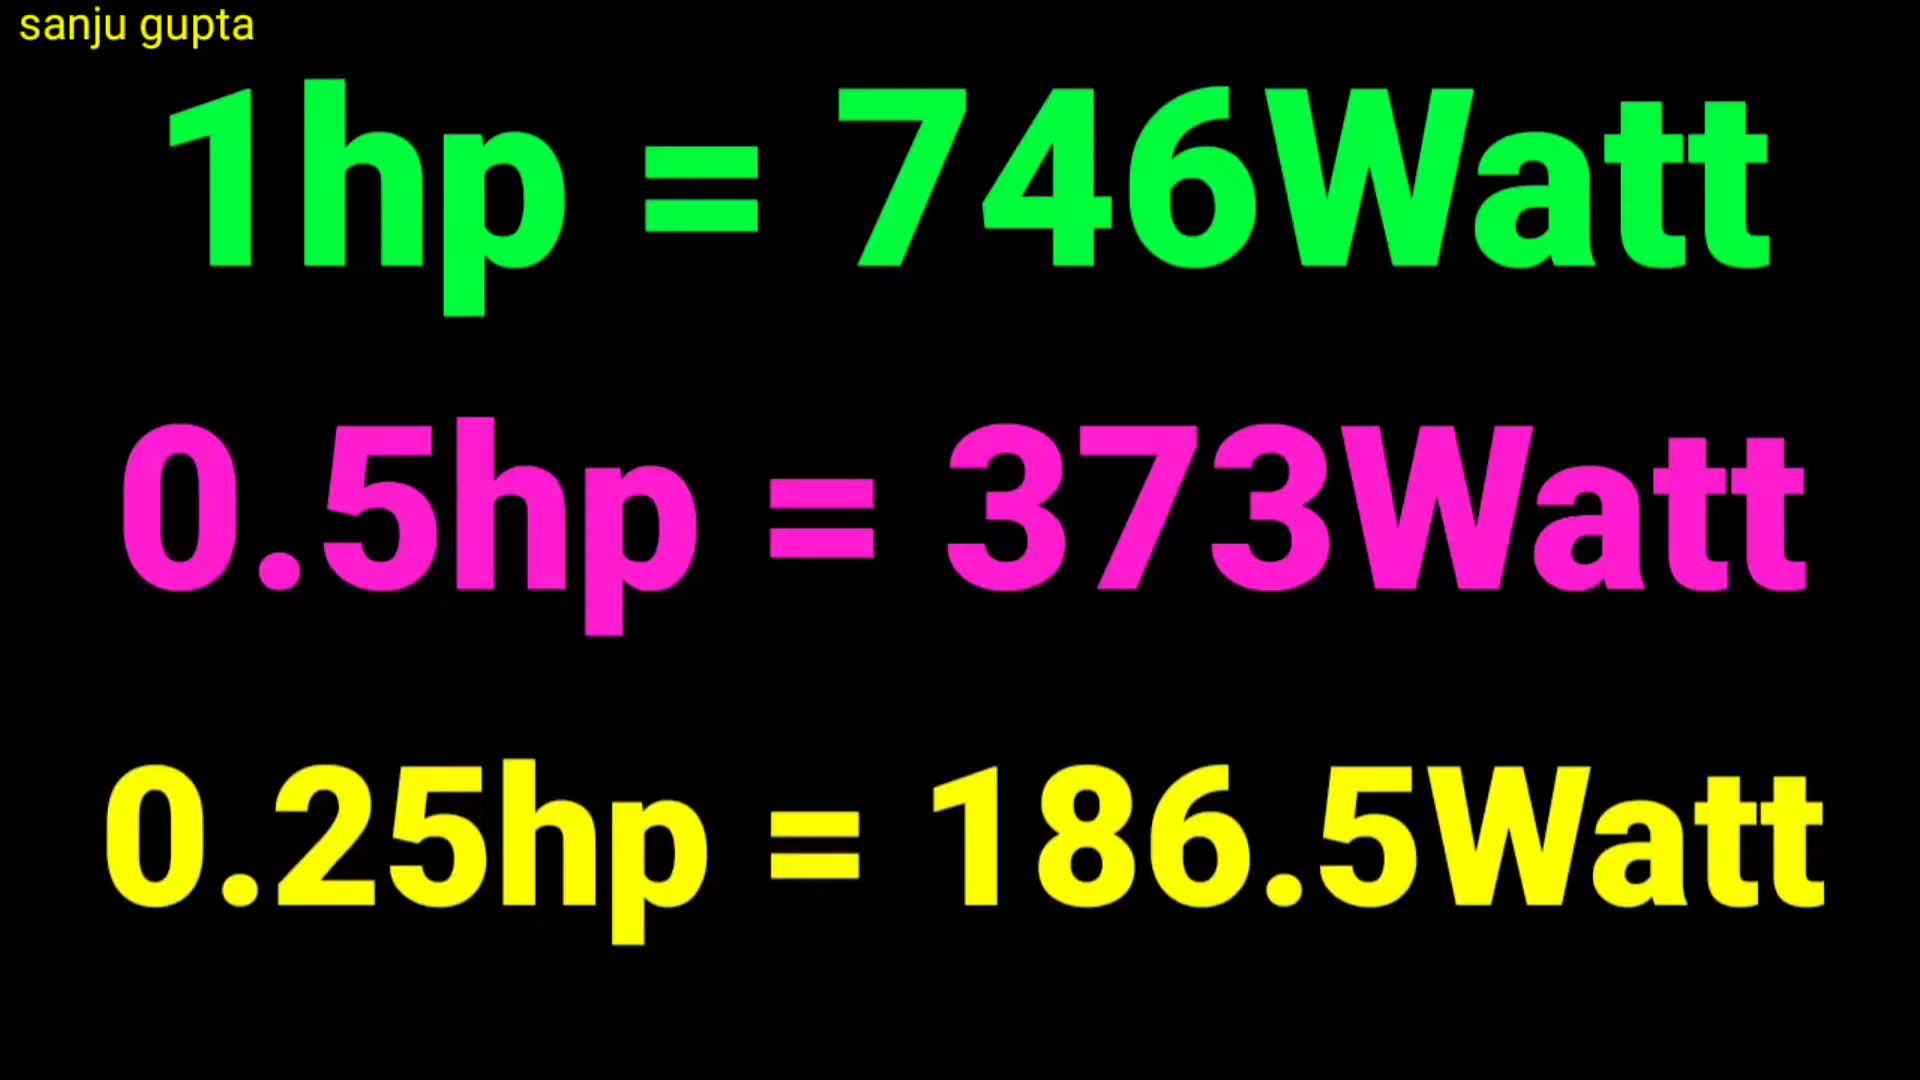 sanju gupta
1hp = 746Watt
0.5hp = 373Watt
0.25hp = 186.5Watt